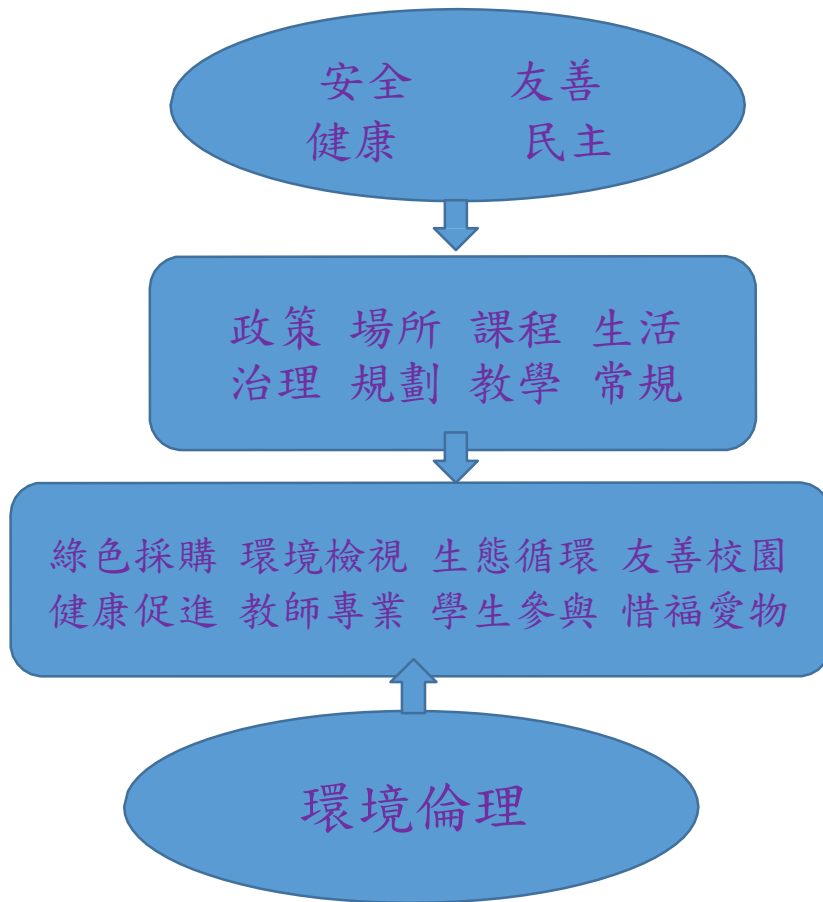 安全 友善
健康 民主
政策 場所 課程 生活
治理 規劃 教學 常規
綠色採購 環境檢視 生態循環 友善校園
健康促進 教師專業 學生參與 惜福愛物
環境倫理